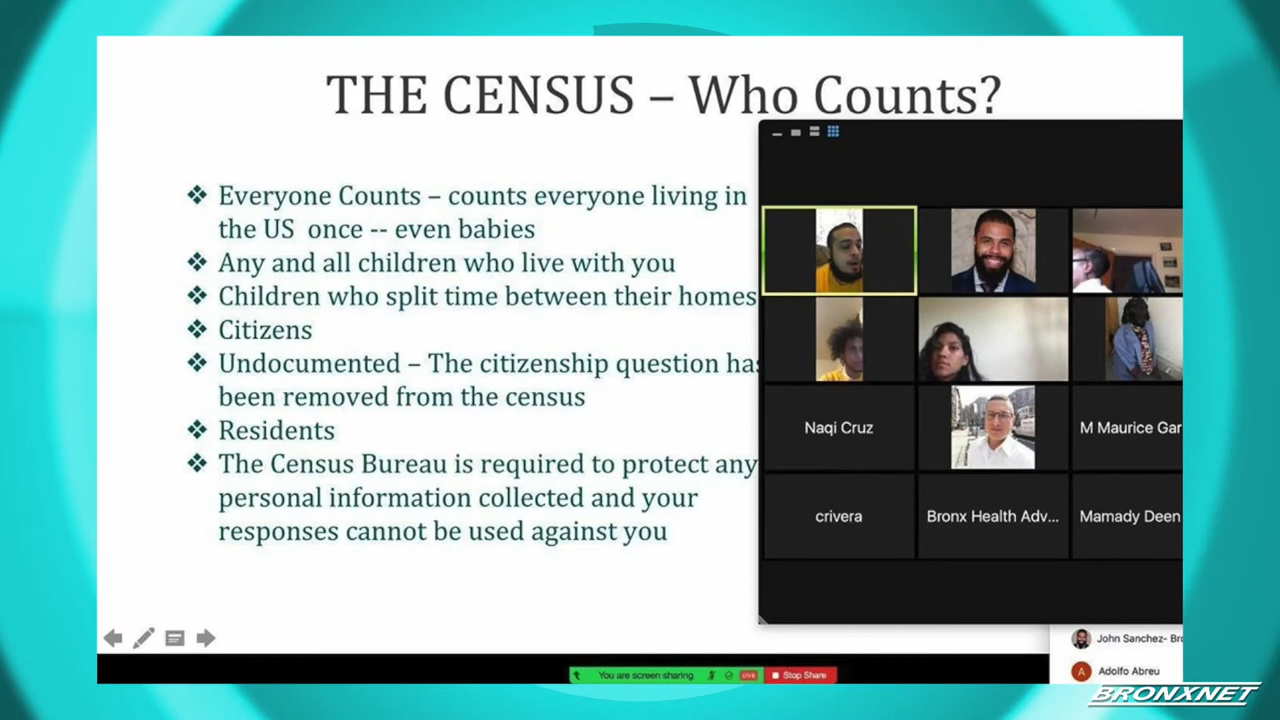 THE CENSUS – Who Counts?
❖ Everyone Counts – counts everyone living in
the US once -- even babies
❖ Any and all children who live with you
❖ Children who split time between their homes
❖ Citizens
❖ Undocumented – The citizenship question has
been removed from the census
❖ Residents
❖ The Census Bureau is required to protect any
personal information collected and your
responses cannot be used against you
Naqi Cruz
M Maurice Gar
crivera
Bronx Health Adv...
Mamady Deen
John Sanchez- Bro
A
Adolfo Abreu
You are screen sharing
LIVE
Stop Share
BRONXNET